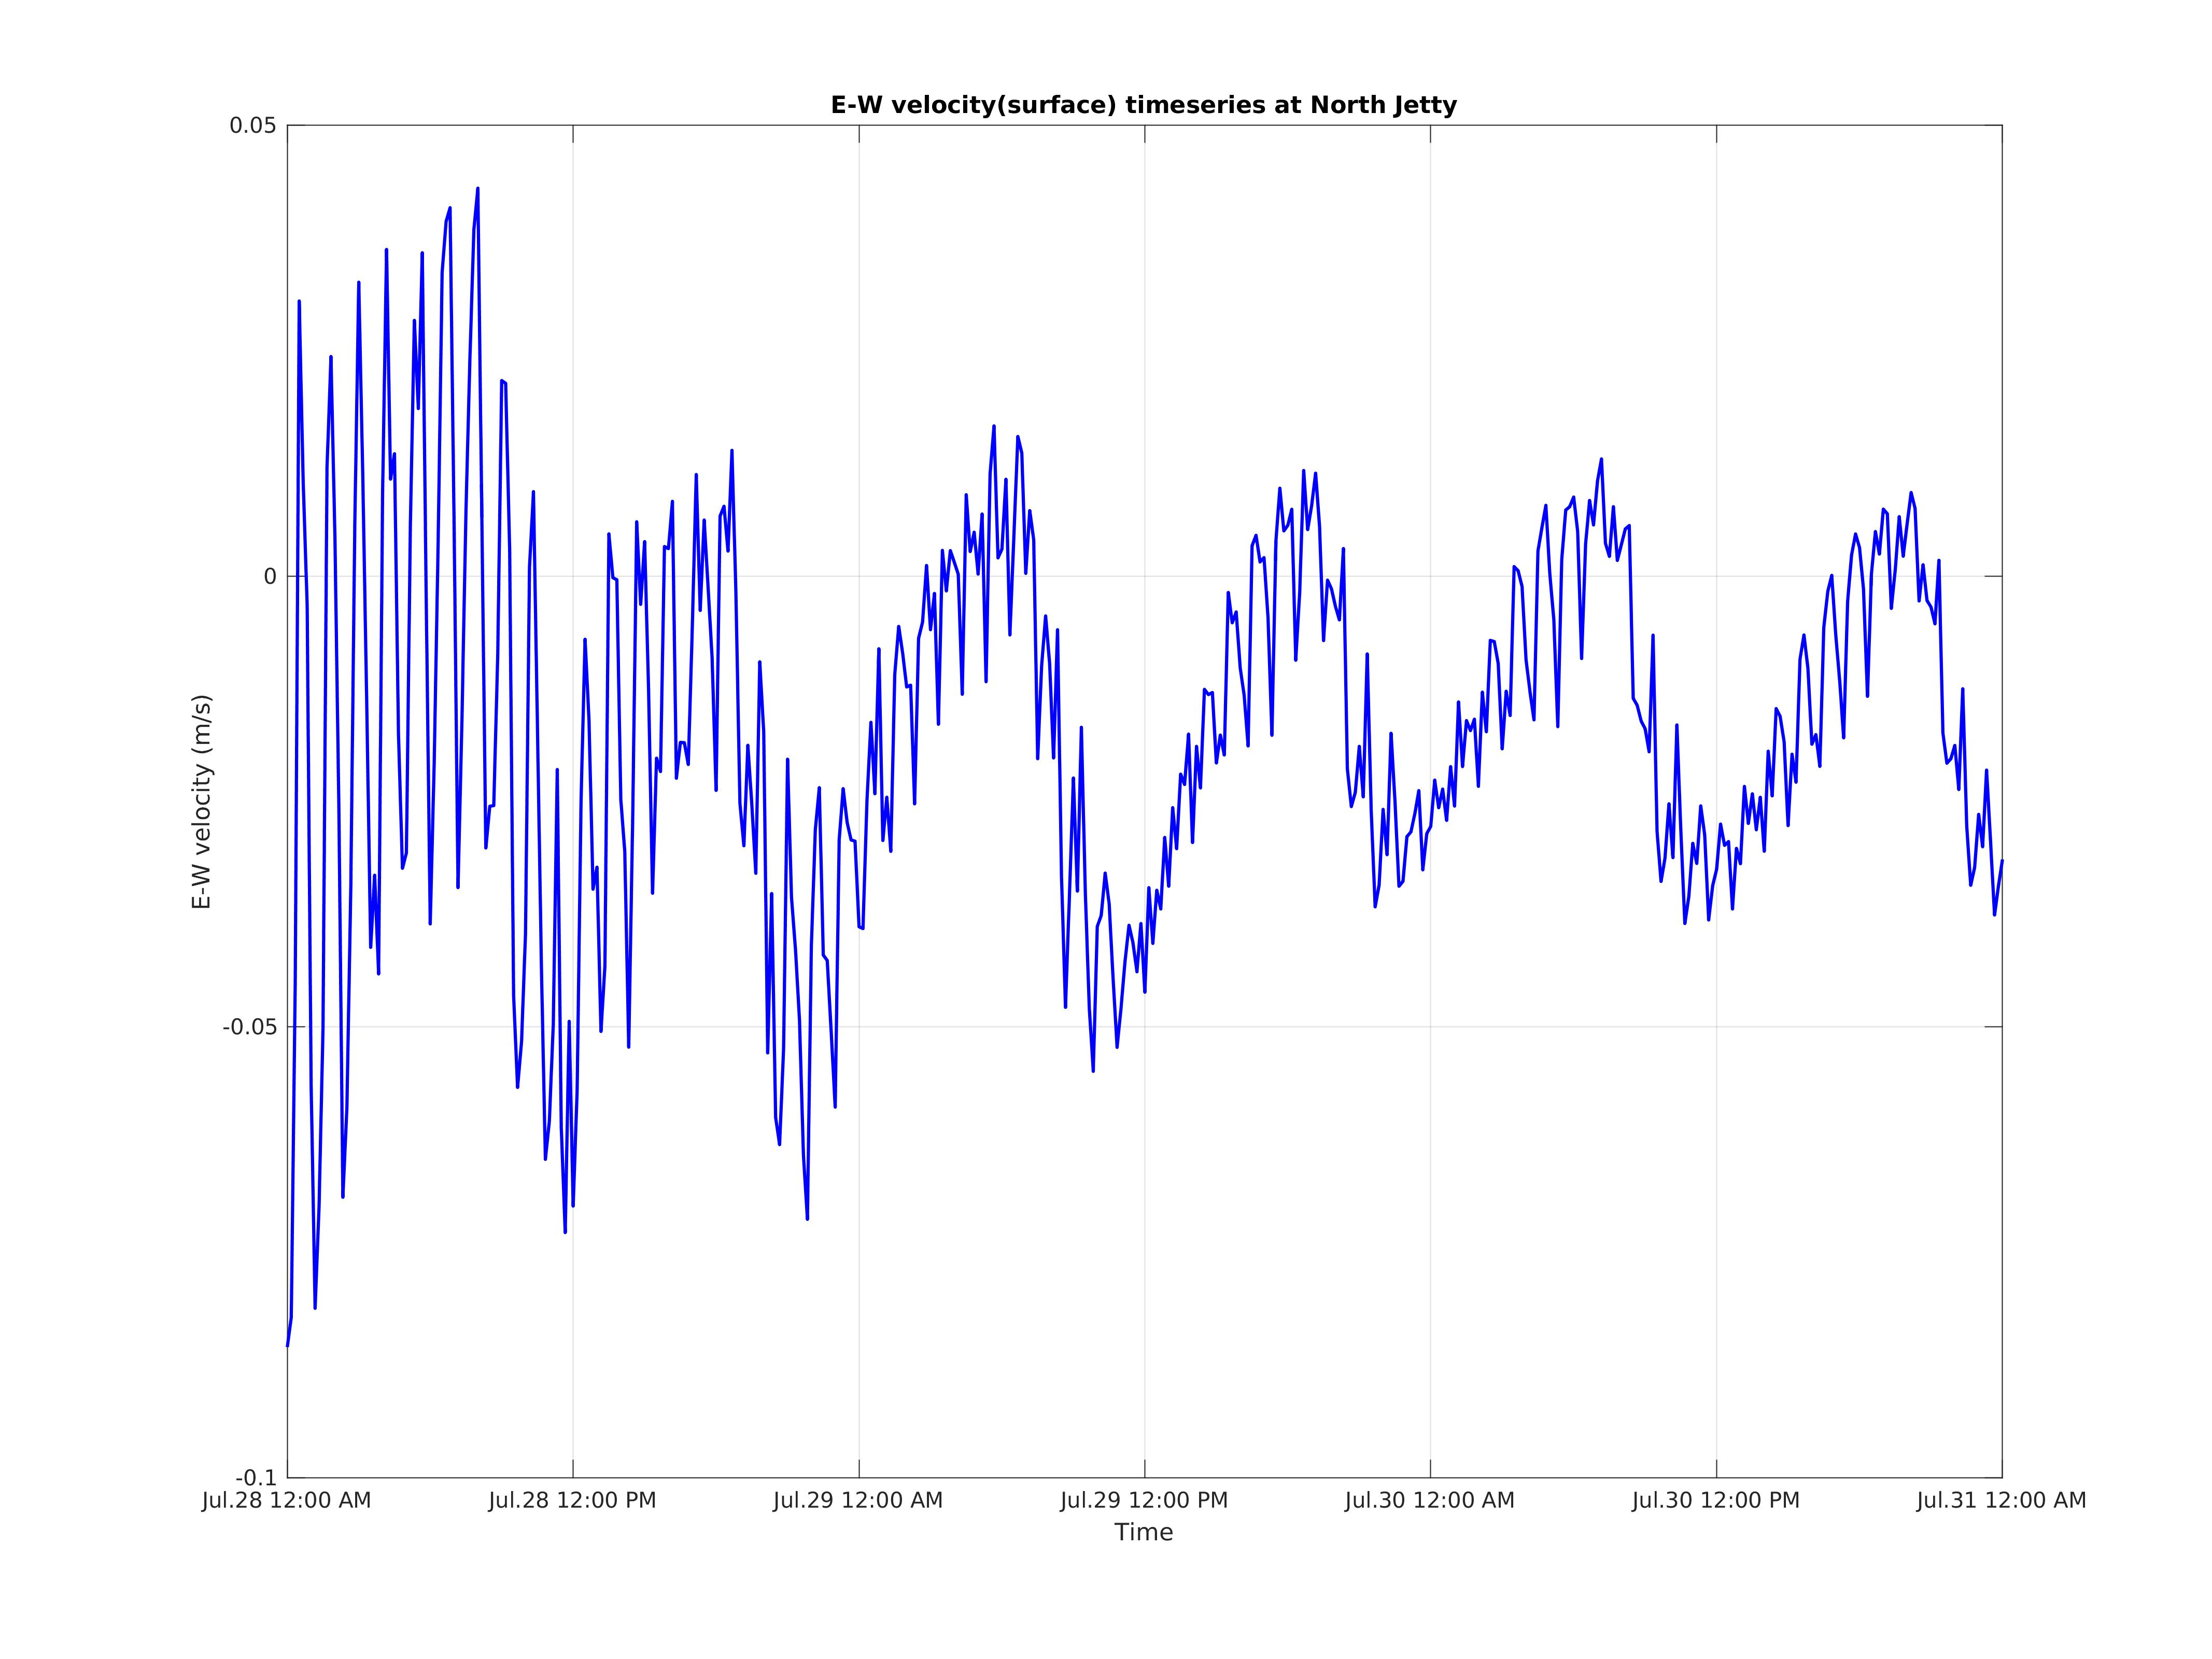 E-W velocity(surface) timeseries at North Jetty
0.05
0
-0.05
-0.1
E-W velocity (m/s)
Jul.28 12:00 AM
Jul.28 12:00 PM
Jul.29 12:00 AM
Jul.29 12:00 PM
Jul.30 12:00 AM
Jul.30 12:00 PM
Jul.31 12:00 AM
Time